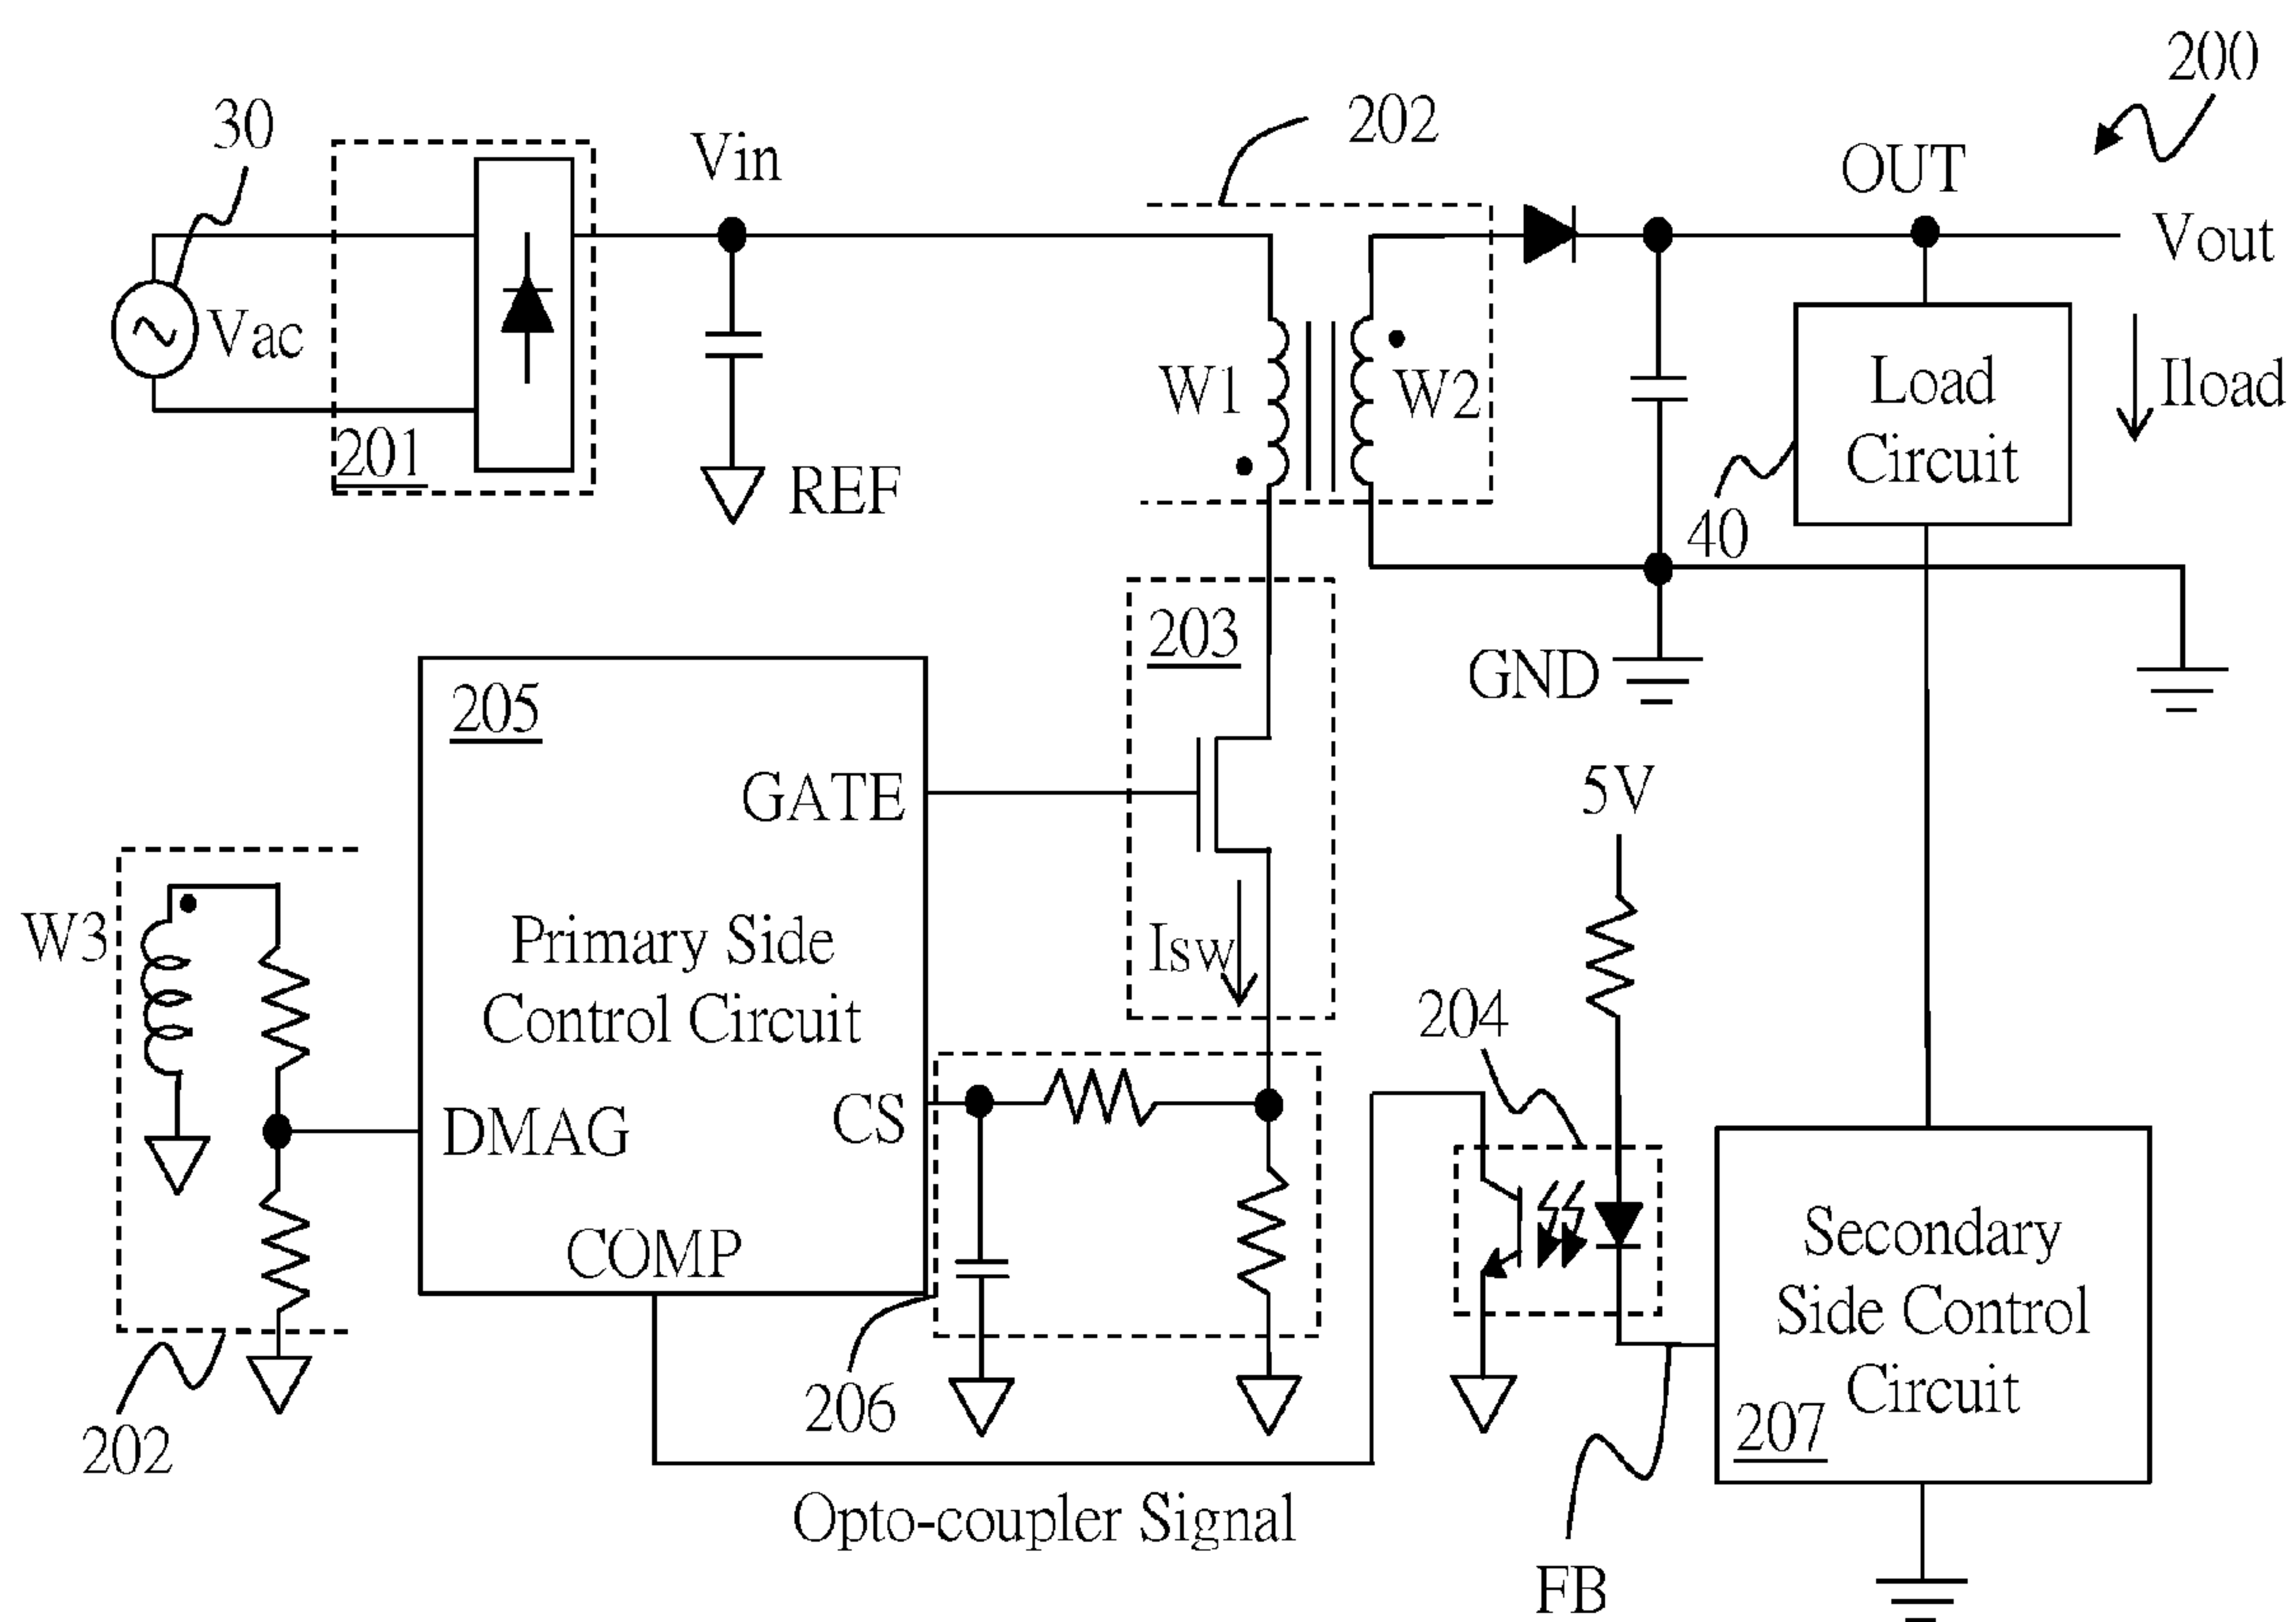 200
30
202
Vin
OUT
Vout
Vac
W1
W2
Load
Circuit
Iload
201
REF
40
203
GND
205
GATE
5V
W3
Primary Side
Control Circuit
Isw
204
DMAG
CS
COMP
Secondary
Side Control
Circuit
207
206
202
Opto-coupler Signal
FB